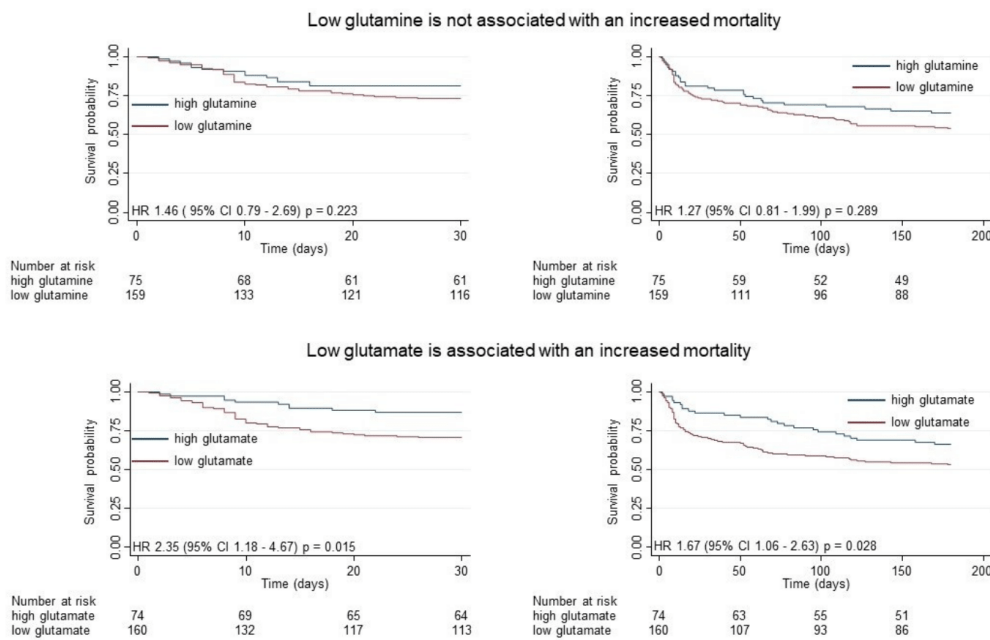 Low glutamine is not associated with an increased mortality
Survival probability
0.00 0.25 0.50 0.75 1.00
high glutamine
low glutamine
HR 1.46 ( 95% CI 0.79 - 2.69) p = 0.223
0 10 20 30
Time (days)
Number at risk
high glutamine 75 68 61 61
low glutamine 159 133 121 116
Survival probability
0.00 0.25 0.50 0.75 1.00
high glutamine
low glutamine
HR 1.27 (95% CI 0.81 - 1.99) p = 0.289
0 50 100 150 200
Time (days)
Number at risk
high glutamine 75 59 52 49
low glutamine 159 111 96 88
Low glutamate is associated with an increased mortality
Survival probability
0.00 0.25 0.50 0.75 1.00
high glutamate
low glutamate
HR 2.35 (95% CI 1.18 - 4.67) p = 0.015
0 10 20 30
Time (days)
Number at risk
high glutamate 74 69 65 64
low glutamate 160 132 117 113
Survival probability
0.00 0.25 0.50 0.75 1.00
high glutamate
low glutamate
HR 1.67 (95% CI 1.06 - 2.63) p = 0.028
0 50 100 150 200
Time (days)
Number at risk
high glutamate 74 63 55 51
low glutamate 160 107 93 86